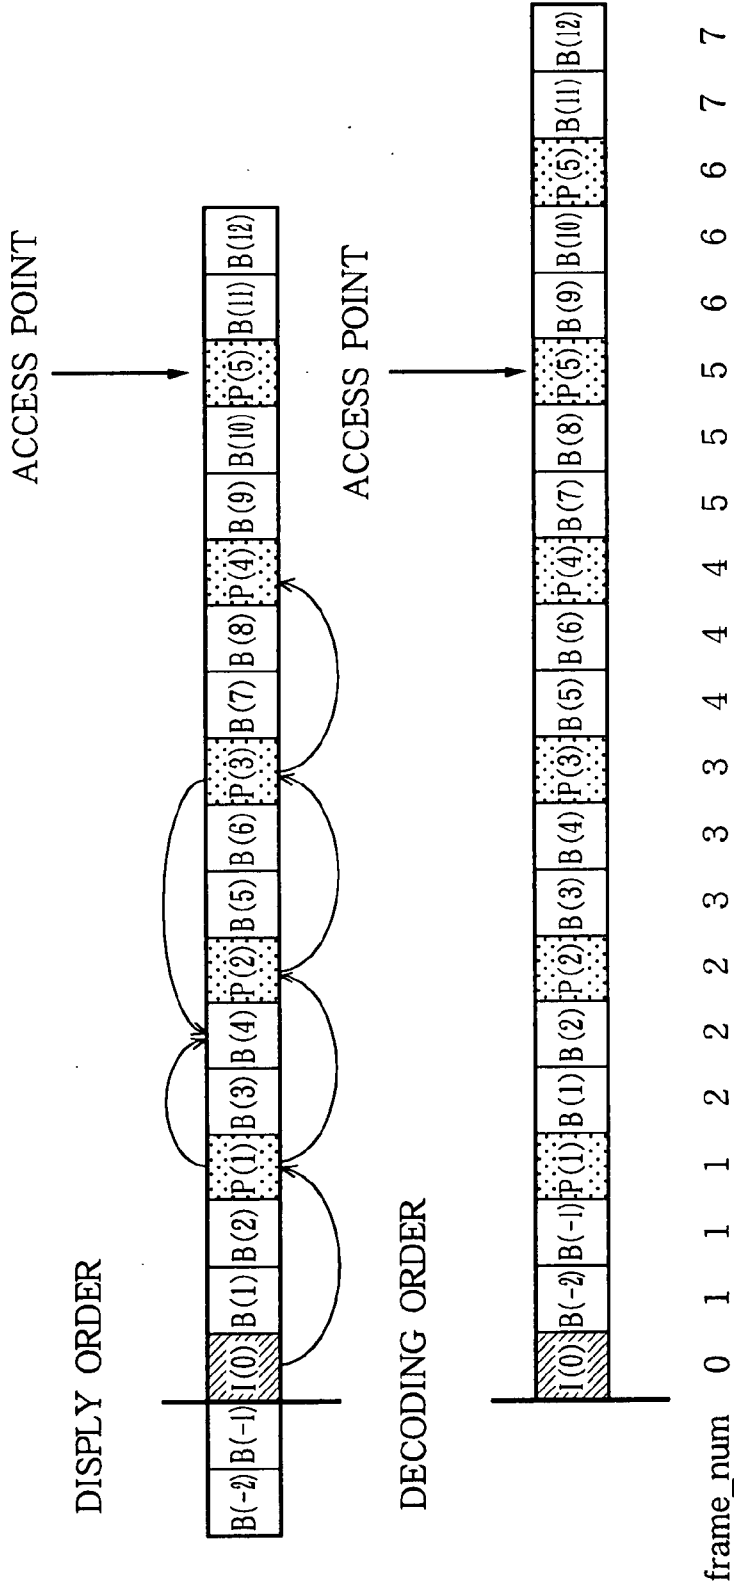 ACCESS POINT
DISPLY ORDER
B(-2) B(-1) I(0) B(1) B(2) P(1) B(3) B(4) P(2) B(5) B(6) P(3) B(7) B(8) P(4) B(9) B(10) P(5) B(11) B(12)
ACCESS POINT
DECODING ORDER
I(0) B(-2) B(-1) P(1) B(1) B(2) P(2) B(3) B(4) P(3) B(5) B(6) P(4) B(7) B(8) P(5) B(9) B(10) P(5) B(11) B(12)
frame_num 0 1 1 1 2 2 2 3 3 3 4 4 4 5 5 5 6 6 6 7 7